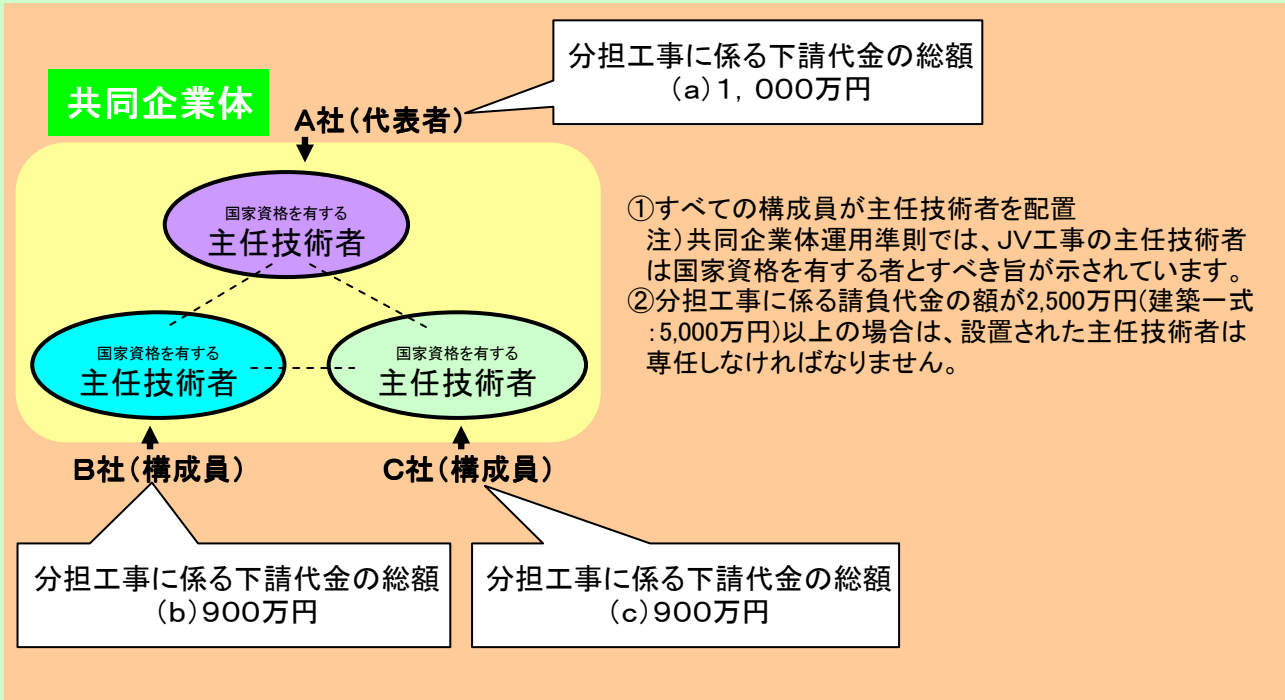 分担工事に係る下請代金の総額
(a)1,000万円
共同企業体
A社(代表者)
国家資格を有する
主任技術者
国家資格を有する
主任技術者
国家資格を有する
主任技術者
①すべての構成員が主任技術者を配置
注)共同企業体運用準則では、JV工事の主任技術者
は国家資格を有する者とすべき旨が示されています。
②分担工事に係る請負代金の額が2,500万円(建築一式
:5,000万円)以上の場合は、設置された主任技術者は
専任しなければなりません。
B社(構成員)
C社(構成員)
分担工事に係る下請代金の総額
(b)900万円
分担工事に係る下請代金の総額
(c)900万円